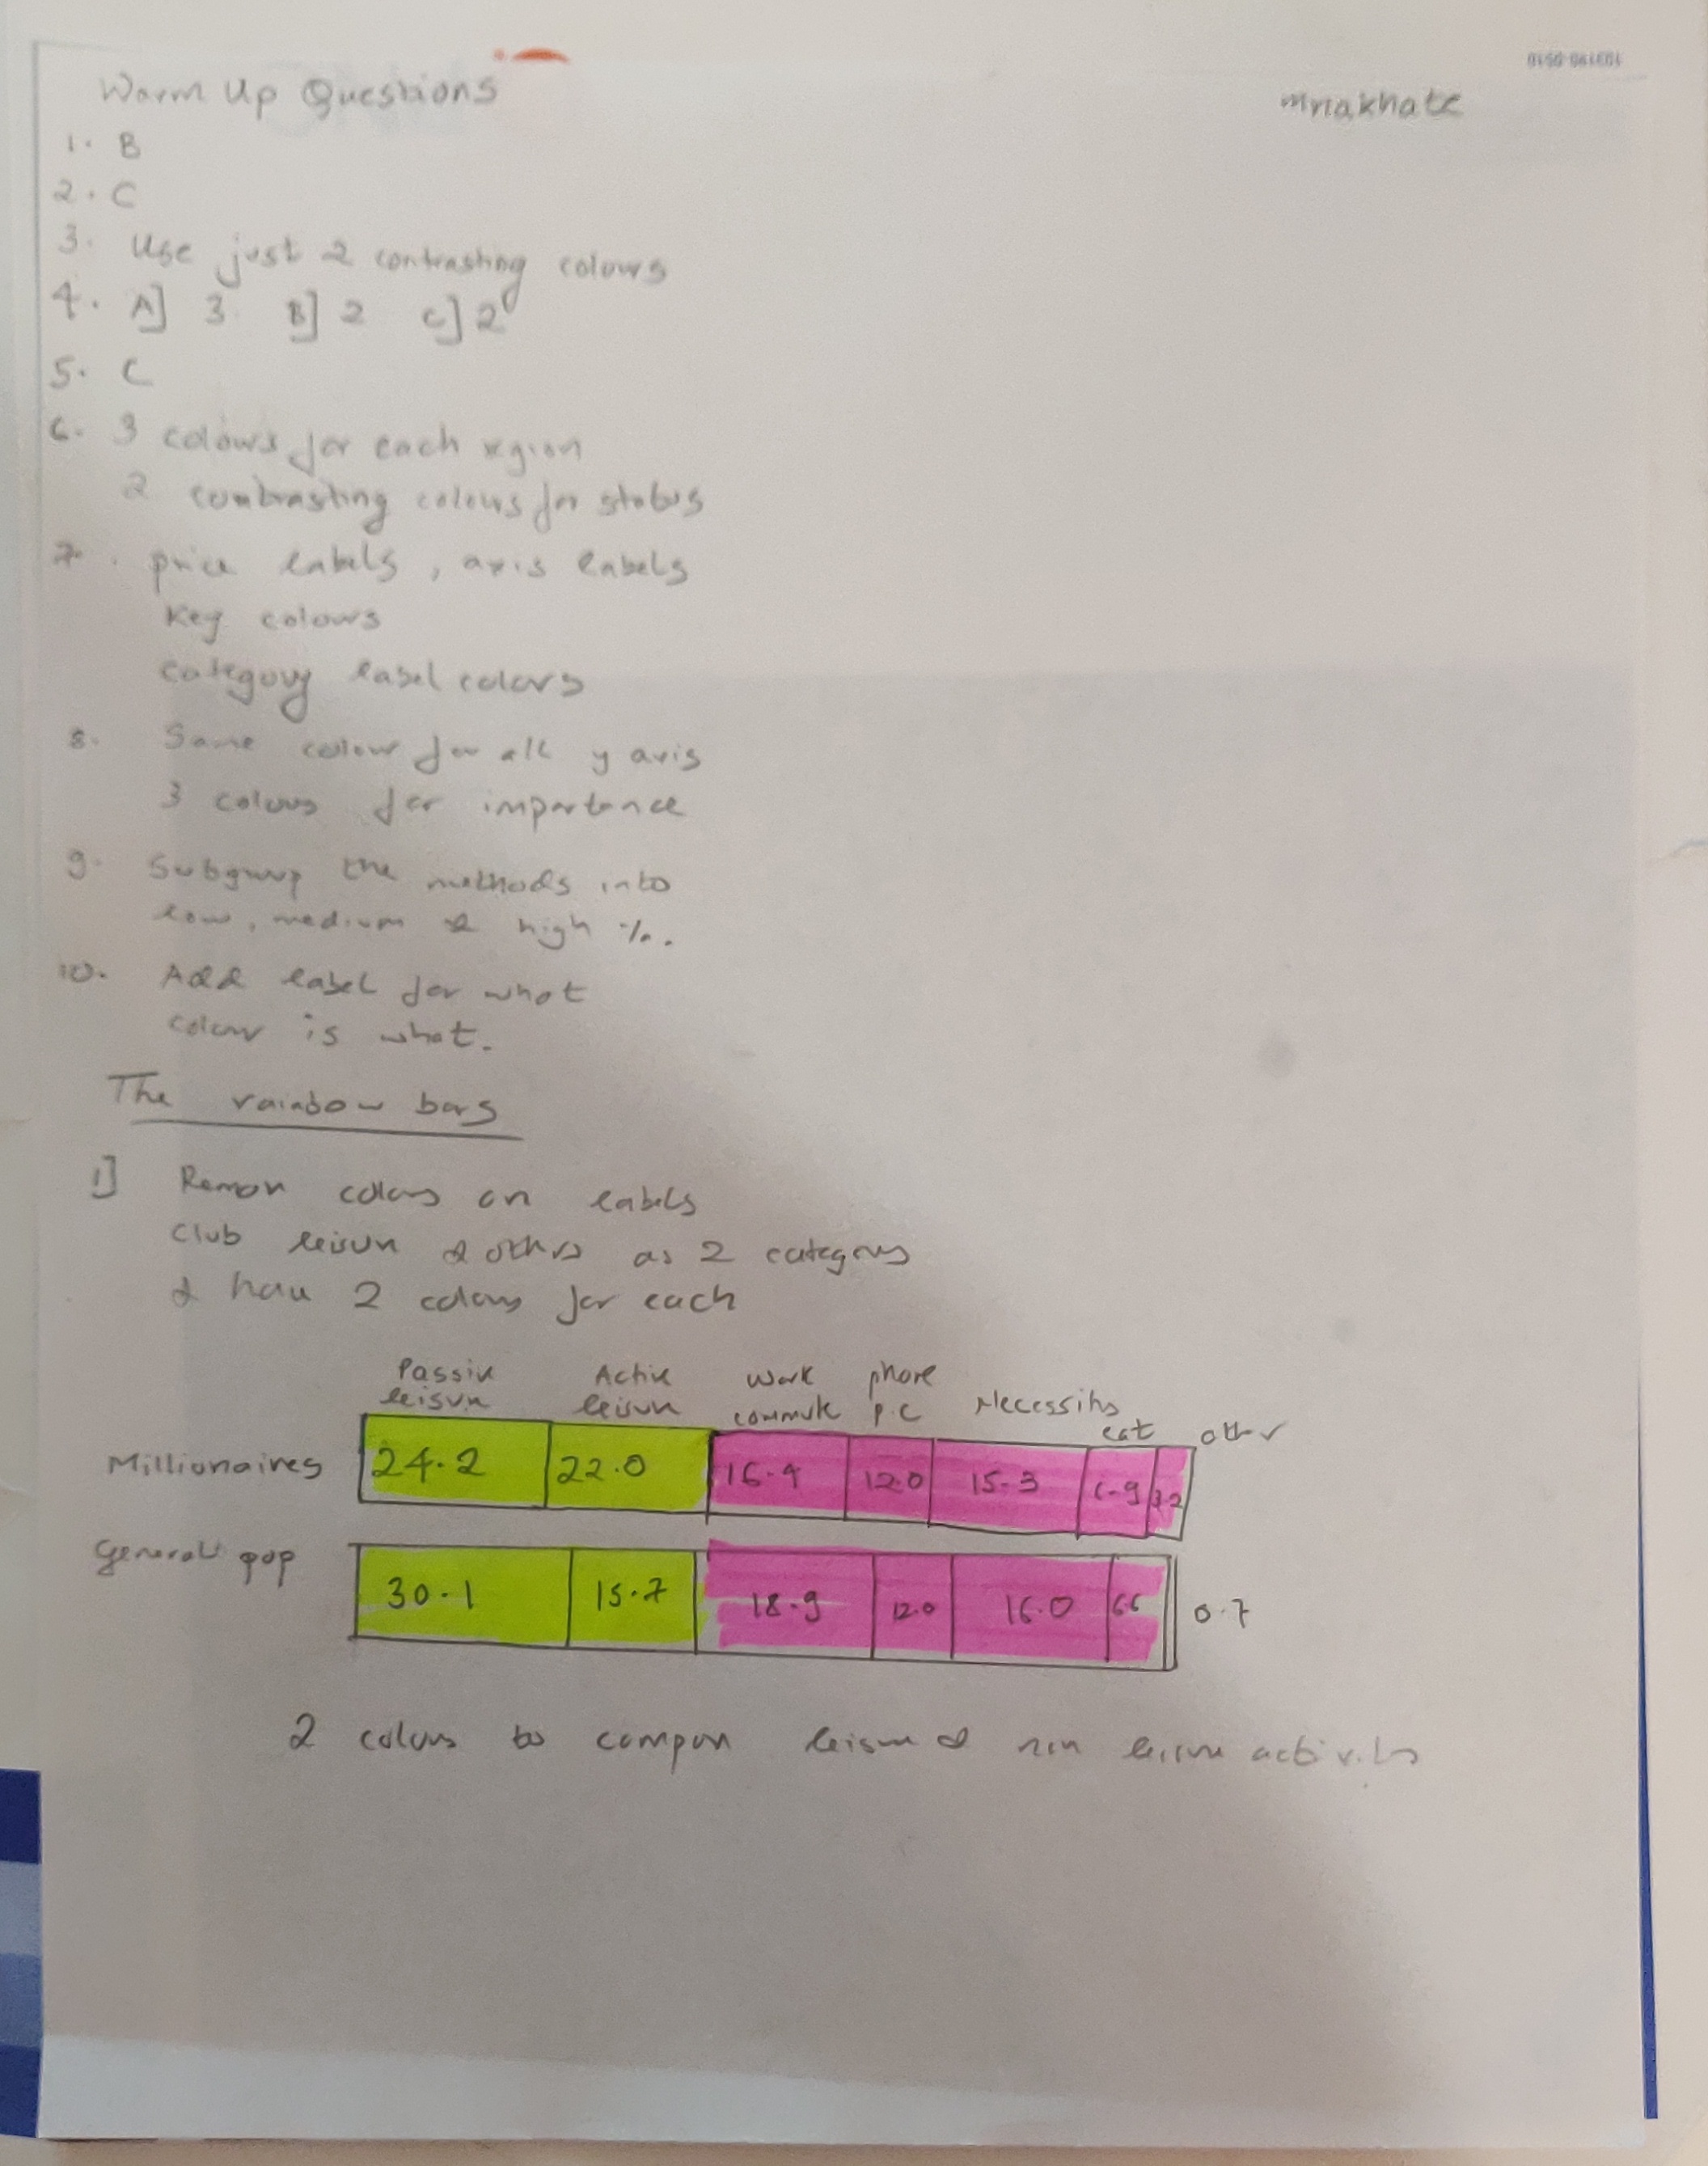 Warm Up Questions
mriakhate
1. B
2. C
3. Use just 2 contrasting colours
4. A] 3 B] 2 C] 2
5. C
6. 3 colours for each region
2 contrasting colours for status
7. price labels, axis labels
Key colours
category label colors
8. Same colour for all y axis
3 colours for importance
9. Subgroup the methods into
low, medium & high %.
10. Add label for what
colour is what.
The rainbow bars
1] Remove colors on labels
Club leisure & others as 2 category
& have 2 colors for each
Passive leisure Active leisure Work commute phone P.C Necessities eat other
Millionaires 24.2 22.0 16.4 12.0 15.3 6.9 3.2
General pop 30.1 15.7 18.9 12.0 16.0 6.6 0.7
2 colors to compare leisure & non leisure activities